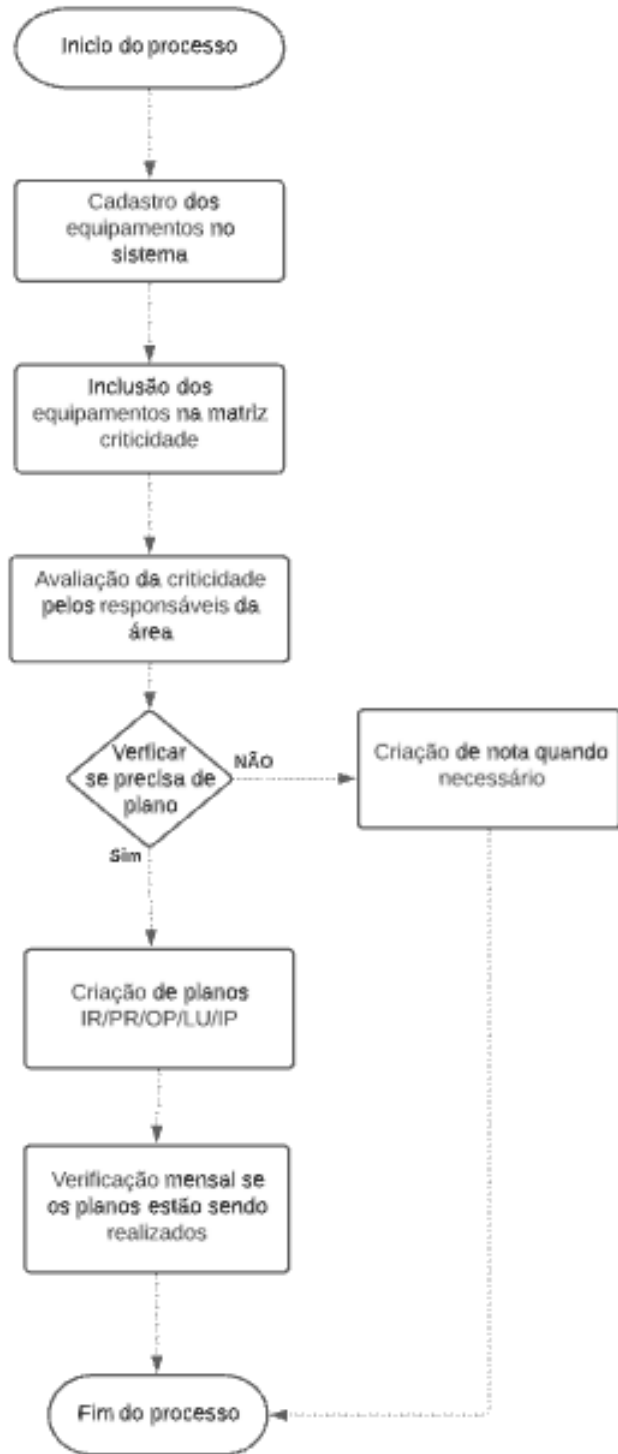 Inicio do processo
Cadastro dos
equipamentos no
sistema
Inclusão dos
equipamentos na matriz
criticidade
Avaliação da criticidade
pelos responsáveis da
área
Verticar
se precisa de
plano
NÃO
Criação de nota quando
necessário
Sim
Criação de planos
IR/PR/OP/LU/IP
Verificação mensal se
os planos estão sendo
realizados
Fim do processo